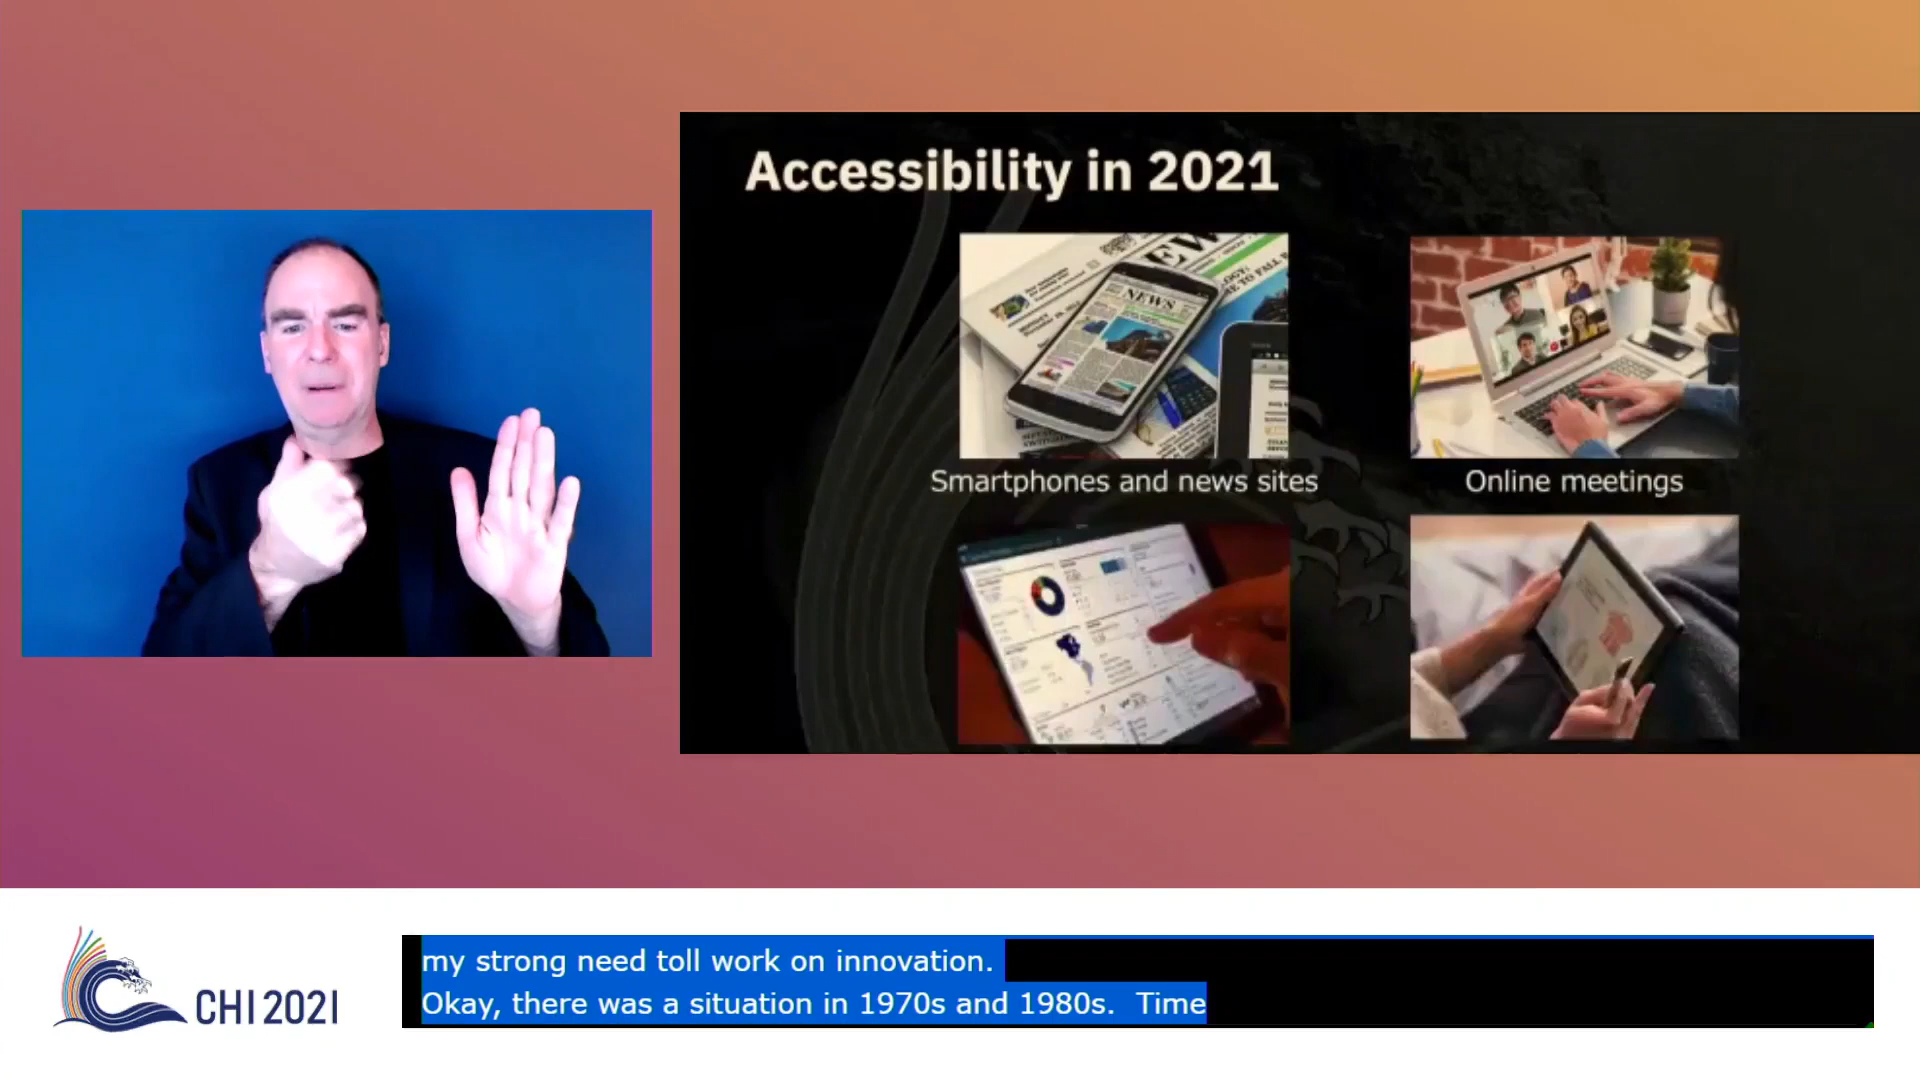 Accessibility in 2021
NEWS
Smartphones and news sites
Online meetings
CHI 2021
my strong need toll work on innovation.
Okay, there was a situation in 1970s and 1980s. Time